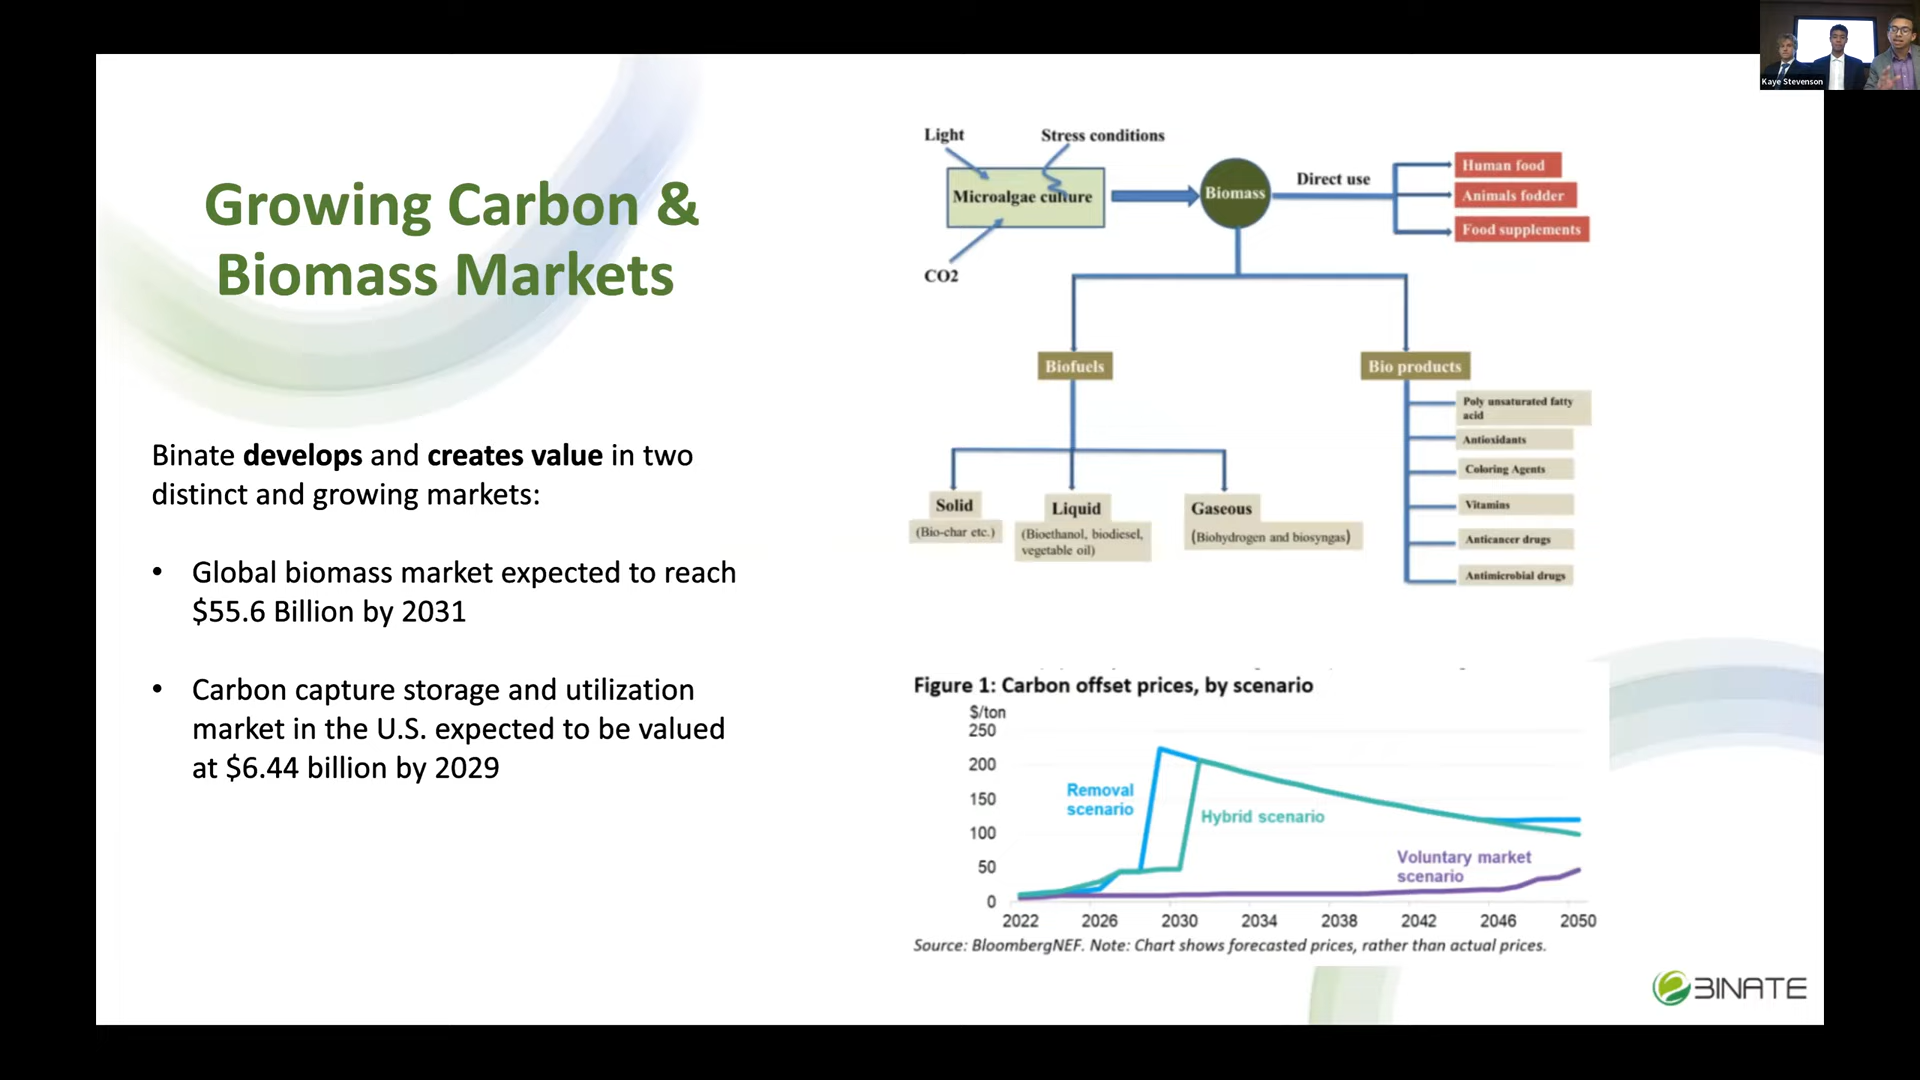 Kaye Stevenson
Growing Carbon &
Biomass Markets
Binate develops and creates value in two
distinct and growing markets:
• Global biomass market expected to reach
$55.6 Billion by 2031
• Carbon capture storage and utilization
market in the U.S. expected to be valued
at $6.44 billion by 2029
Light
Stress conditions
Microalgae culture
CO2
Biomass
Direct use
Human food
Animals fodder
Food supplements
Biofuels
Bio products
Solid
(Bio-char etc.)
Liquid
(Bioethanol, biodiesel,
vegetable oil)
Gaseous
(Biohydrogen and biosyngas)
Poly unsaturated fatty
acid
Antioxidants
Coloring Agents
Vitamins
Anticancer drugs
Antimicrobial drugs
Figure 1: Carbon offset prices, by scenario
$/ton
250
200
150
100
50
0
Removal
scenario
Hybrid scenario
Voluntary market
scenario
2022 2026 2030 2034 2038 2042 2046 2050
Source: BloombergNEF. Note: Chart shows forecasted prices, rather than actual prices.
BINATE